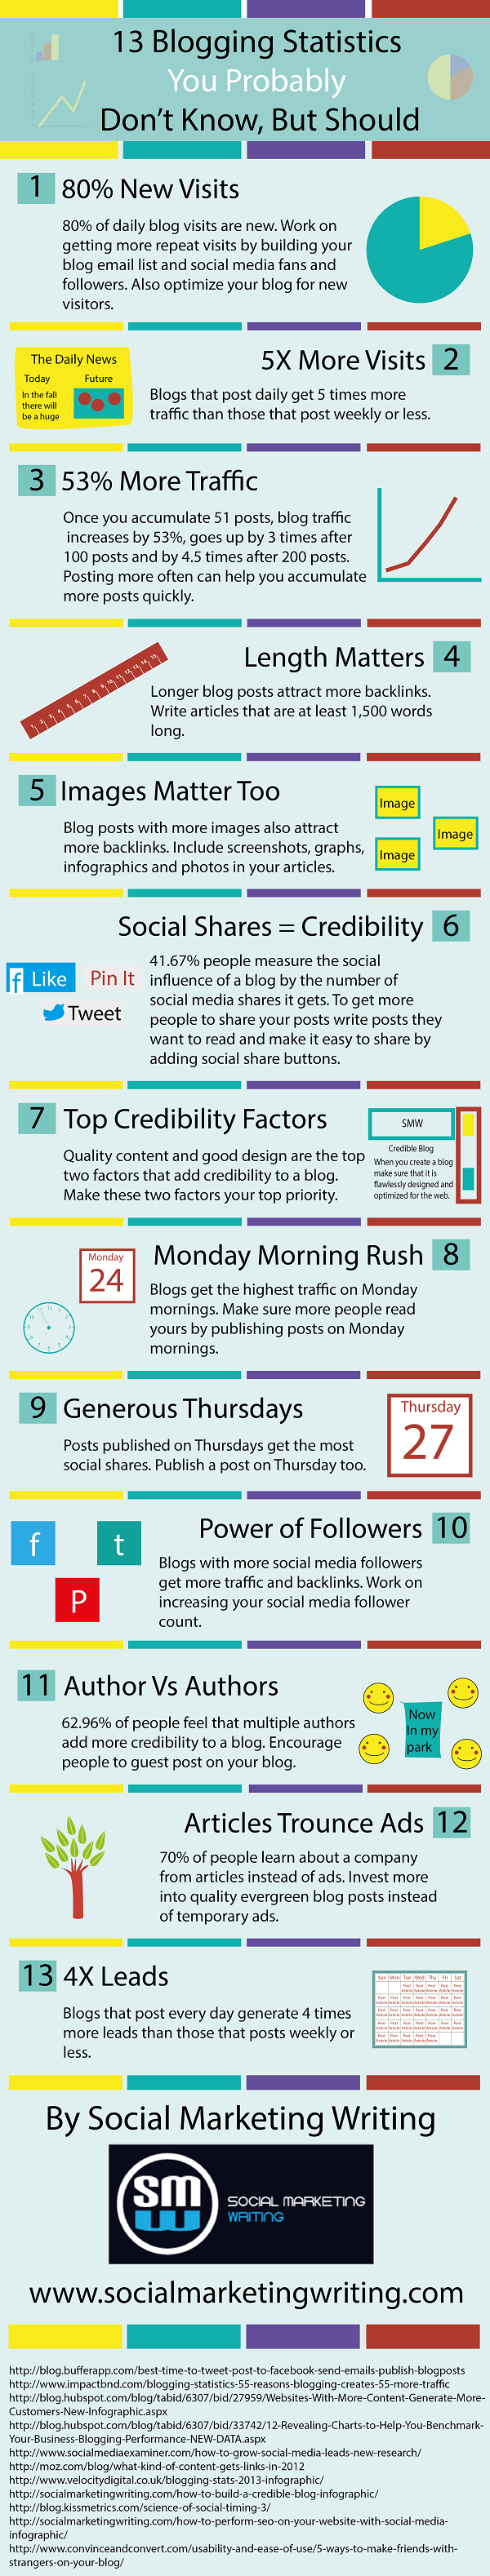 13 Blogging Statistics
You Probably
Don't Know, But Should
1 80% New Visits
80% of daily blog visits are new. Work on
getting more repeat visits by building your
blog email list and social media fans and
followers. Also optimize your blog for new
visitors.
The Daily News
Today Future
In the fall
there will
be a huge
5X More Visits 2
Blogs that post daily get 5 times more
traffic than those that post weekly or less.
3 53% More Traffic
Once you accumulate 51 posts, blog traffic
increases by 53%, goes up by 3 times after
100 posts and by 4.5 times after 200 posts.
Posting more often can help you accumulate
more posts quickly.
Length Matters 4
1 2 3 4 5 6 7 8 9 10 11 12 13 14 15
Longer blog posts attract more backlinks.
Write articles that are at least 1,500 words
long.
5 Images Matter Too
Blog posts with more images also attract
more backlinks. Include screenshots, graphs,
infographics and photos in your articles.
Image
Image
Image
Social Shares = Credibility 6
f Like Pin It
Tweet
41.67% people measure the social
influence of a blog by the number of
social media shares it gets. To get more
people to share your posts write posts they
want to read and make it easy to share by
adding social share buttons.
7 Top Credibility Factors
Quality content and good design are the top
two factors that add credibility to a blog.
Make these two factors your top priority.
SMW
Credible Blog
When you create a blog
make sure that it is
flawlessly designed and
optimized for the web.
Monday Morning Rush 8
Monday
24
Blogs get the highest traffic on Monday
mornings. Make sure more people read
yours by publishing posts on Monday
mornings.
9 Generous Thursdays
Posts published on Thursdays get the most
social shares. Publish a post on Thursday too.
Thursday
27
Power of Followers 10
f t
P
Blogs with more social media followers
get more traffic and backlinks. Work on
increasing your social media follower
count.
11 Author Vs Authors
62.96% of people feel that multiple authors
add more credibility to a blog. Encourage
people to guest post on your blog.
Now
In my
park
Articles Trounce Ads 12
70% of people learn about a company
from articles instead of ads. Invest more
into quality evergreen blog posts instead
of temporary ads.
13 4X Leads
Blogs that post every day generate 4 times
more leads than those that posts weekly or
less.
Sun Mon Tue Wed Thu Fri Sat
By Social Marketing Writing
SOCIAL MARKETING
WRITING
www.socialmarketingwriting.com
http://blog.bufferapp.com/best-time-to-tweet-post-to-facebook-send-emails-publish-blogposts
http://www.impactbnd.com/blogging-statistics-55-reasons-blogging-creates-55-more-traffic
http://blog.hubspot.com/blog/tabid/6307/bid/27959/Websites-With-More-Content-Generate-More-
Customers-New-Infographic.aspx
http://blog.hubspot.com/blog/tabid/6307/bid/33742/12-Revealing-Charts-to-Help-You-Benchmark-
Your-Business-Blogging-Performance-NEW-DATA.aspx
http://www.socialmediaexaminer.com/how-to-grow-social-media-leads-new-research/
http://moz.com/blog/what-kind-of-content-gets-links-in-2012
http://www.velocitydigital.co.uk/blogging-stats-2013-infographic/
http://socialmarketingwriting.com/how-to-build-a-credible-blog-infographic/
http://blog.kissmetrics.com/science-of-social-timing-3/
http://socialmarketingwriting.com/how-to-perform-seo-on-your-website-with-social-media-
infographic/
http://www.convinceandconvert.com/usability-and-ease-of-use/5-ways-to-make-friends-with-
strangers-on-your-blog/